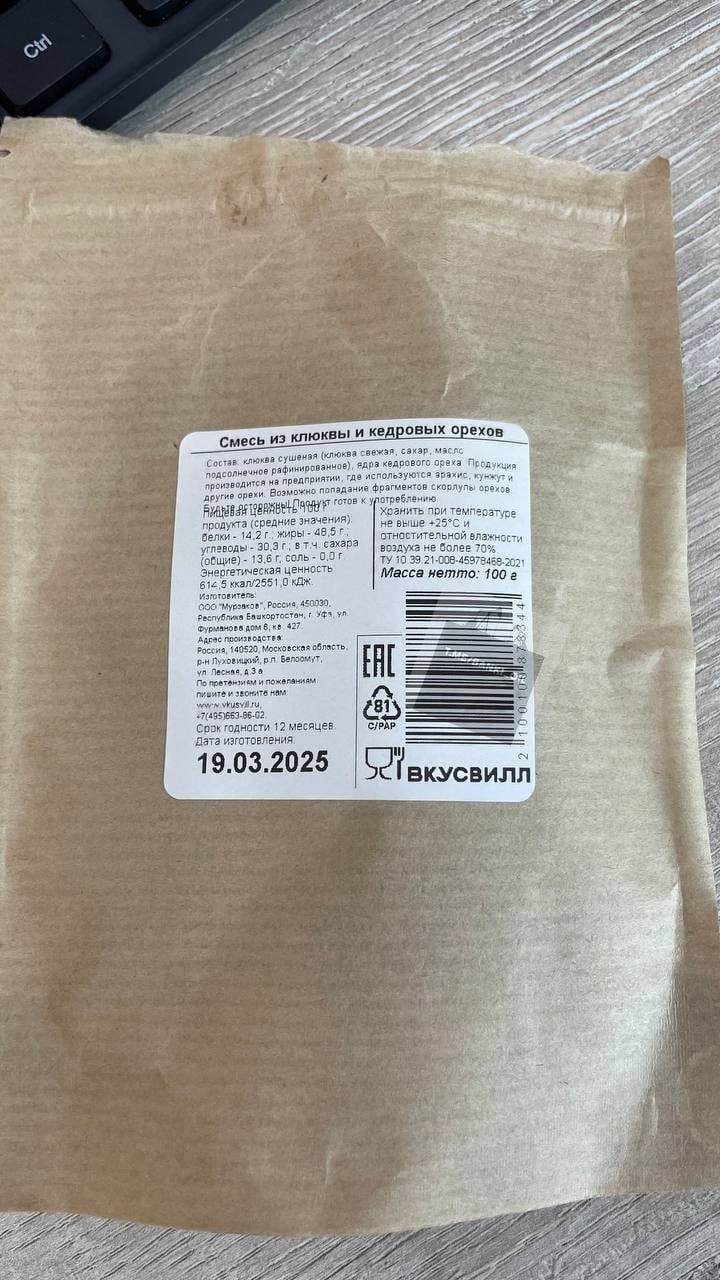 Ctrl
Смесь из клюквы и кедровых орехов
Состав: клюква сушеная (клюква свежая, сахар, масло
подсолнечное рафинированное), ядра кедрового ореха. Продукция
производится на предприятии, где используются арахис, кунжут и
другие орехи. Возможно попадание фрагментов скорлупы орехов.
Будьте осторожны! Продукт готов к употреблению.
Пищевая ценность 100 г
продукта (средние значения):
белки - 14,2 г.; жиры - 48,5 г.;
углеводы - 30,3 г.; в т.ч. сахара
(общие) - 13,6 г; соль - 0,0 г
Энергетическая ценность
614,5 ккал/2551,0 кДж.
Хранить при температуре
не выше +25°С и
относительной влажности
воздуха не более 70%.
ТУ 10.39.21-008-45978468-2021
Масса нетто: 100 г
Изготовитель:
ООО "Мурзаков", Россия, 450030,
Республика Башкортостан, г. Уфа, ул.
Фурманова дом 6, кв. 427.
Адрес производства:
Россия, 140520, Московская область,
р-н Луховицкий, р.п. Белоомут,
ул. Лесная, д.3 а
По претензиям и пожеланиям
пишите и звоните нам:
www.vkusvill.ru,
+7(495)663-86-02.
Срок годности 12 месяцев.
Дата изготовления:
19.03.2025
EAC
81
C/PAP
ВКУСВИЛЛ